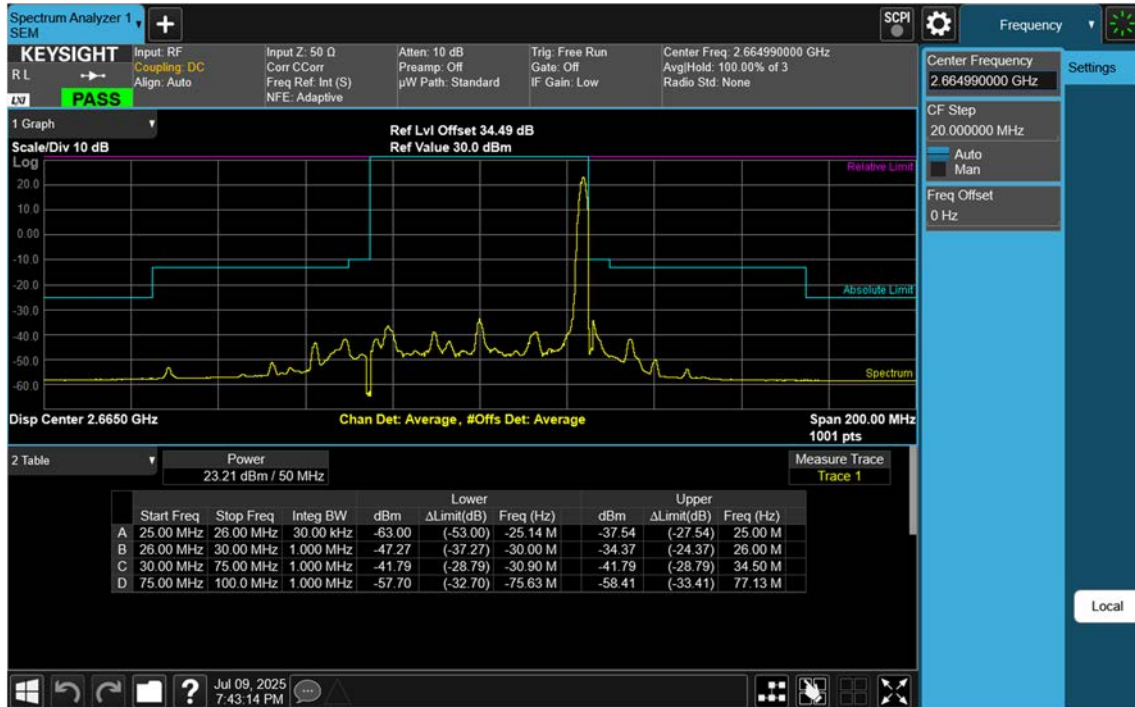 Spectrum Analyzer 1
SEM
SCPI
Frequency
KEYSIGHT
R L
LXI
PASS
Input: RF
Coupling: DC
Align: Auto
Input Z: 50 Ω
Corr CCorr
Freq Ref: Int (S)
NFE: Adaptive
Atten: 10 dB
Preamp: Off
µW Path: Standard
Trig: Free Run
Gate: Off
IF Gain: Low
Center Freq: 2.664990000 GHz
Avg|Hold: 100.00% of 3
Radio Std: None
Center Frequency
2.664990000 GHz
Settings
CF Step
20.000000 MHz
Auto
Man
Freq Offset
0 Hz
1 Graph
Scale/Div 10 dB
Ref Lvl Offset 34.49 dB
Ref Value 30.0 dBm
Log
Relative Limit
20.0
10.0
0.00
-10.0
-20.0
Absolute Limit
-30.0
-40.0
-50.0
Spectrum
-60.0
Disp Center 2.6650 GHz
Chan Det: Average, #Offs Det: Average
Span 200.00 MHz
1001 pts
2 Table
Power
23.21 dBm / 50 MHz
Measure Trace
Trace 1
Lower Upper
Start Freq Stop Freq Integ BW dBm ΔLimit(dB) Freq (Hz) dBm ΔLimit(dB) Freq (Hz)
A 25.00 MHz 26.00 MHz 30.00 kHz -63.00 (-53.00) -25.14 M -37.54 (-27.54) 25.00 M
B 26.00 MHz 30.00 MHz 1.000 MHz -47.27 (-37.27) -30.00 M -34.37 (-24.37) 26.00 M
C 30.00 MHz 75.00 MHz 1.000 MHz -41.79 (-28.79) -30.90 M -41.79 (-28.79) 34.50 M
D 75.00 MHz 100.0 MHz 1.000 MHz -57.70 (-32.70) -75.63 M -58.41 (-33.41) 77.13 M
Local
Jul 09, 2025
7:43:14 PM